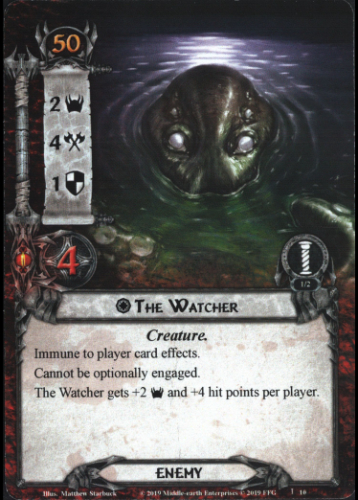 50
2
4
1
4
1/2
The Watcher
Creature.
Immune to player card effects.
Cannot be optionally engaged.
The Watcher gets +2 and +4 hit points per player.
ENEMY
Illus. Matthew Starbuck
© 2019 Middle-earth Enterprises © 2019 FFG
10